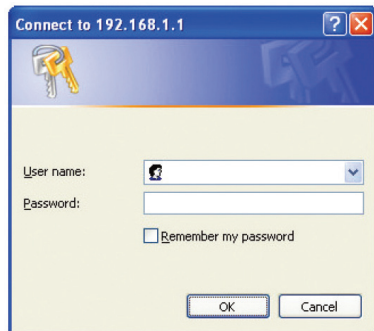 Connect to 192.168.1.1
User name:
Password:
Remember my password
OK
Cancel